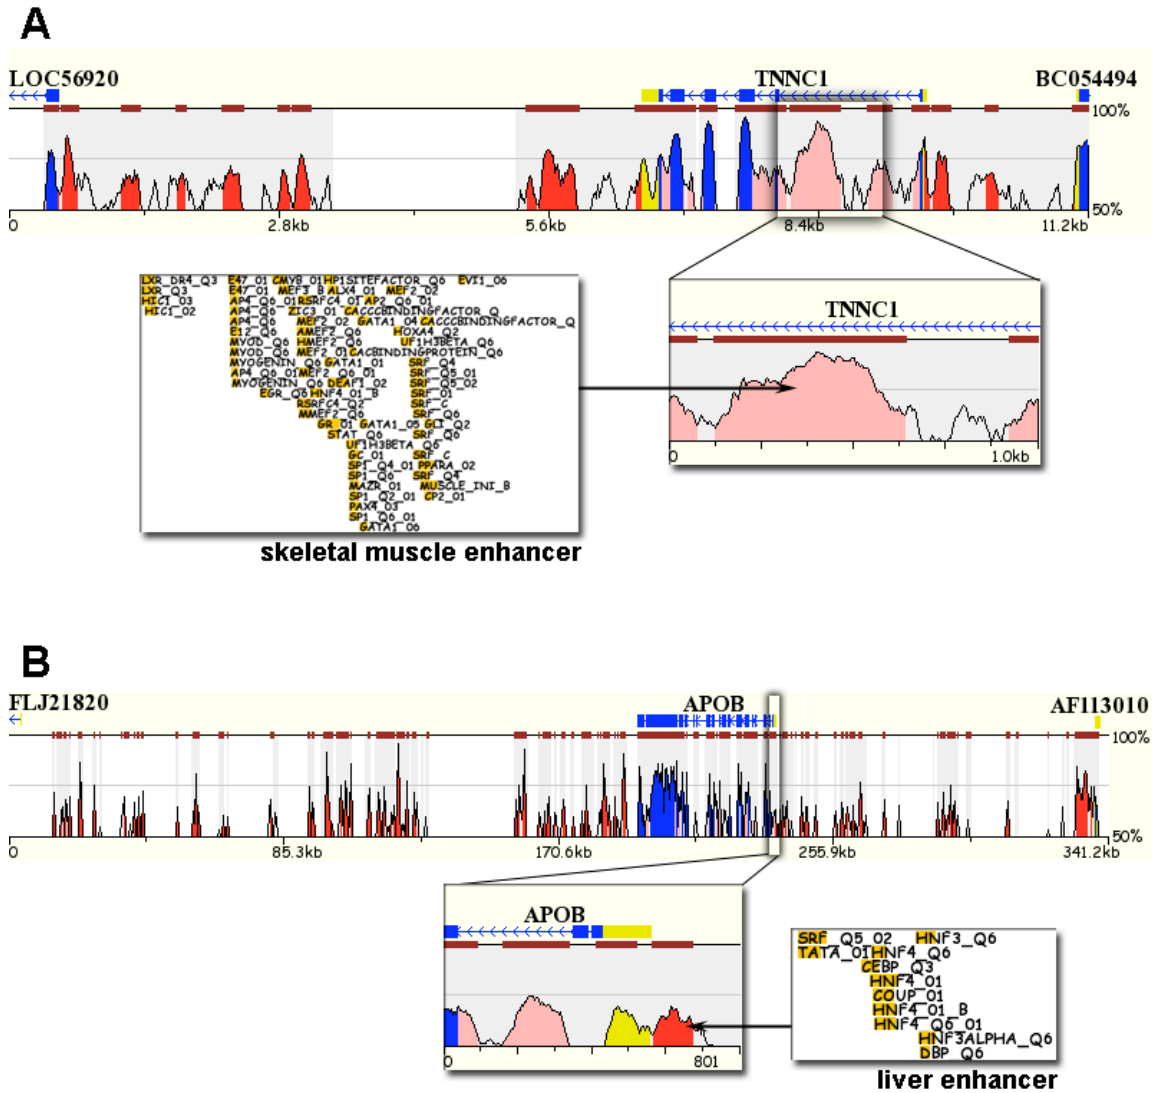 A
LOC56920 TNNC1 BC054494
100%
50%
0 2.8kb 5.6kb 8.4kb 11.2kb
LXR_DR4_Q3 E47_01 CMYB_01 HP1SITEFACTOR_Q6 EVI1_06
LXR_Q3 E47_01 MEF3_B ALX4_01 MEF2_02
HIC1_03 AP4_Q6_01 RSRFC4_01 AP2_Q6_01
HIC1_02 AP4_Q6 ZIC3_01 CACCCBINDINGFACTOR_Q
AP4_Q6 MEF2_02 GATA1_04 CACCCBINDINGFACTOR_Q
E12_Q6 AMEF2_Q6 HOXA4_Q2
MYOD_Q6 HMEF2_Q6 UF1H3BETA_Q6
MYOD_Q6 MEF2_01 CACBINDINGPROTEIN_Q6
MYOGENIN_Q6 GATA1_01 SRF_Q4
AP4_Q6_01 MEF2_Q6_01 SRF_Q5_01
MYOGENIN_Q6 DEAF1_02 SRF_Q5_02
EGR_Q6 HNF4_01_B SRF_01
RSRFC4_Q2 SRF_C
MMEF2_Q6 SRF_Q6
GR_01 GATA1_05 GLI_Q2
STAT_Q6 SRF_Q6
UF1H3BETA_Q6
GC_01 SRF_C
SP1_Q4_01 PPARA_02
SP1_Q6 SRF_Q4
MAZR_01 MUSCLE_INI_B
SP1_Q2_01 CP2_01
PAX4_03
SP1_Q6_01
GATA1_06
skeletal muscle enhancer
TNNC1
0 1.0kb
B
FLJ21820 APOB AF113010
100%
50%
0 85.3kb 170.6kb 255.9kb 341.2kb
APOB
0 801
SRF_Q5_02 HNF3_Q6
TATA_01 HNF4_Q6
CEBP_Q3
HNF4_01
COUP_01
HNF4_01_B
HNF4_Q6_01
HNF3ALPHA_Q6
DBP_Q6
liver enhancer